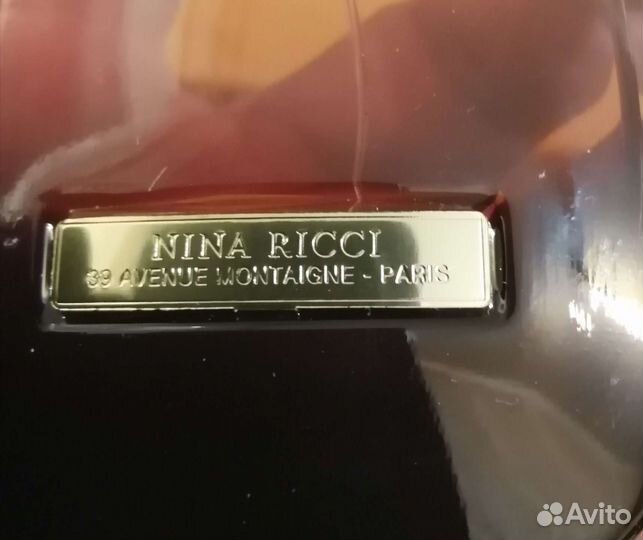 NINA RICCI
39 AVENUE MONTAIGNE - PARIS
Avito